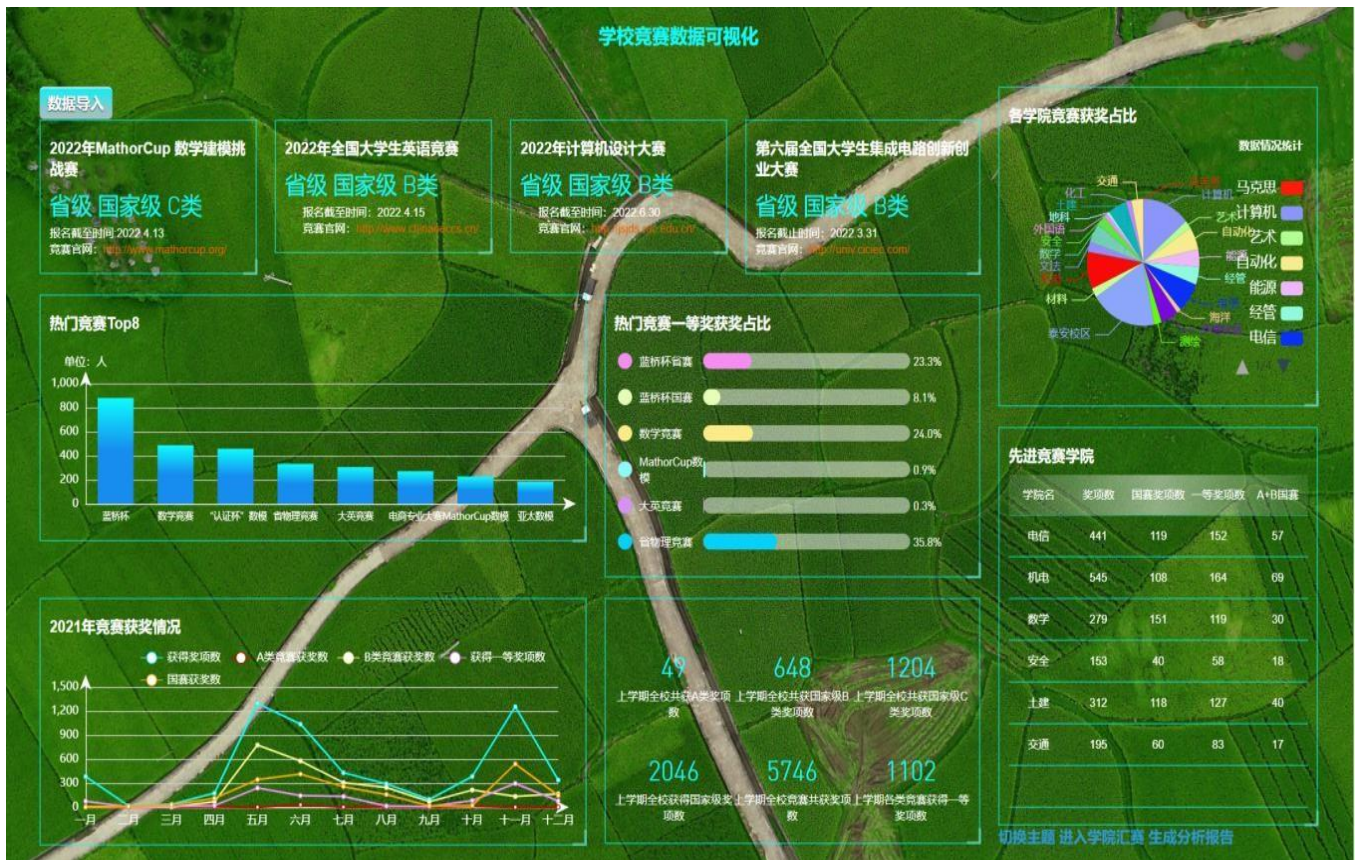 学校竞赛数据可视化
数据导入
2022年MathorCup 数学建模挑
战赛
省级 国家级 C类
报名截至时间:2022.4.13
竞赛官网：http://www.mathorcup.org/
2022年全国大学生英语竞赛
省级 国家级 B类
报名截至时间：2022.4.15
竞赛官网：
2022年计算机设计大赛
省级 国家级 B类
报名截至时间：2022.6.30
竞赛官网：
第六届全国大学生集成电路创新创
业大赛
省级 国家级 B类
报名截止时间：2022.3.31
竞赛官网：http://univ.ciciec.com/
各学院竞赛获奖占比
数据情况统计
交通
计算机
化工
土建
艺术
地科
自动化
外国语
能源
安全
数学
经管
文法
材料
海洋
泰安校区
测绘
马克思
计算机
艺术
自动化
能源
经管
电信
1/4
热门竞赛Top8
单位：人
1,000
800
600
400
200
0
蓝桥杯
数学竞赛
"认证杯" 数模
省物理竞赛
大英竞赛
电商专业大赛
MathorCup数模
亚太数模
热门竞赛一等奖获奖占比
蓝桥杯省赛 23.3%
蓝桥杯国赛 8.1%
数学竞赛 24.0%
MathorCup数
模 0.9%
大英竞赛 0.3%
省物理竞赛 35.8%
先进竞赛学院
学院名 奖项数 国赛奖项数 一等奖项数 A+B国赛
电信 441 119 152 57
机电 545 108 164 69
数学 279 151 119 30
安全 153 40 58 18
土建 312 118 127 40
交通 195 60 83 17
2021年竞赛获奖情况
获得奖项数 A类竞赛获奖数 B类竞赛获奖数 获得一等奖项数
国赛获奖数
1,500
1,200
900
600
300
0
一月 二月 三月 四月 五月 六月 七月 八月 九月 十月 十一月 十二月
49
上学期全校共获A类奖项
数
648
上学期全校共获国家级B
类奖项数
1204
上学期全校共获国家级C
类奖项数
2046
上学期全校获得国家级奖
项数
5746
上学期全校竞赛共获奖项
数
1102
上学期各类竞赛获得一等
奖项数
切换主题 进入学院汇赛 生成分析报告